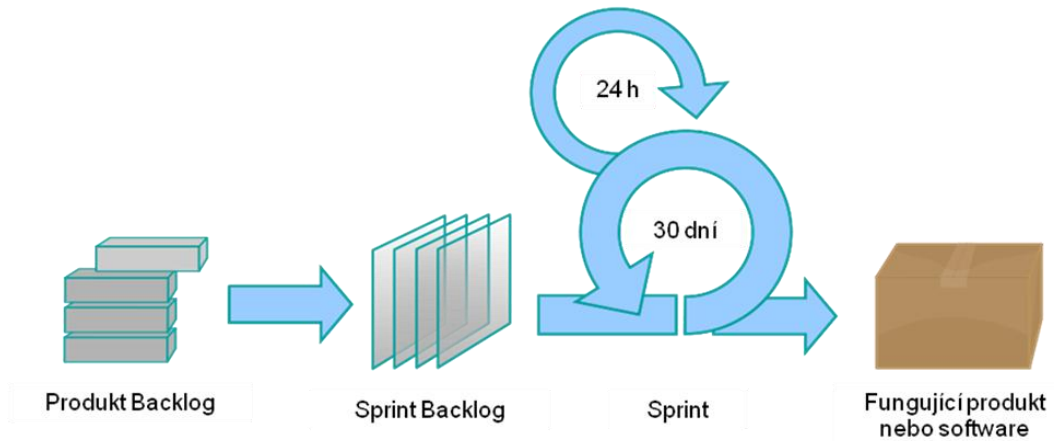 24 h
30 dní
Produkt Backlog
Sprint Backlog
Sprint
Fungující produkt
nebo software